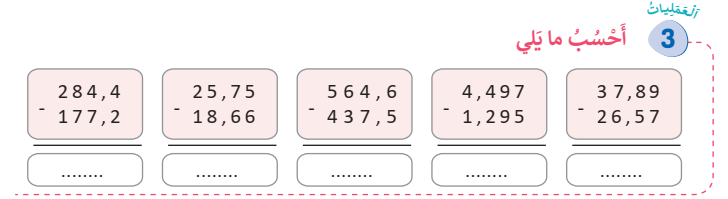 اَلْعَمَلِياتُ
3 أَحْسُبُ ما يَلي
284,4 25,75 564,6 4,497 37,89
- 177,2 - 18,66 - 437,5 - 1,295 - 26,57
........ ........ ........ ........ ........